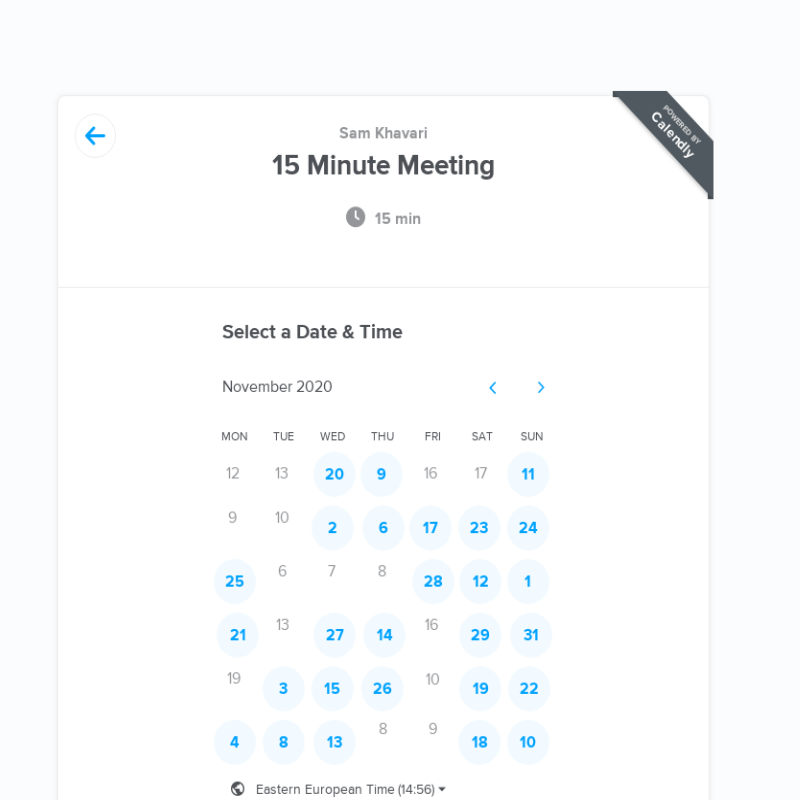 POWERED BY
Calendly
Sam Khavari
15 Minute Meeting
15 min
Select a Date & Time
November 2020
MON TUE WED THU FRI SAT SUN
12 13 20 9 16 17 11
9 10 2 6 17 23 24
25 6 7 8 28 12 1
21 13 27 14 16 29 31
19 3 15 26 10 19 22
4 8 13 8 9 18 10
Eastern European Time (14:56)